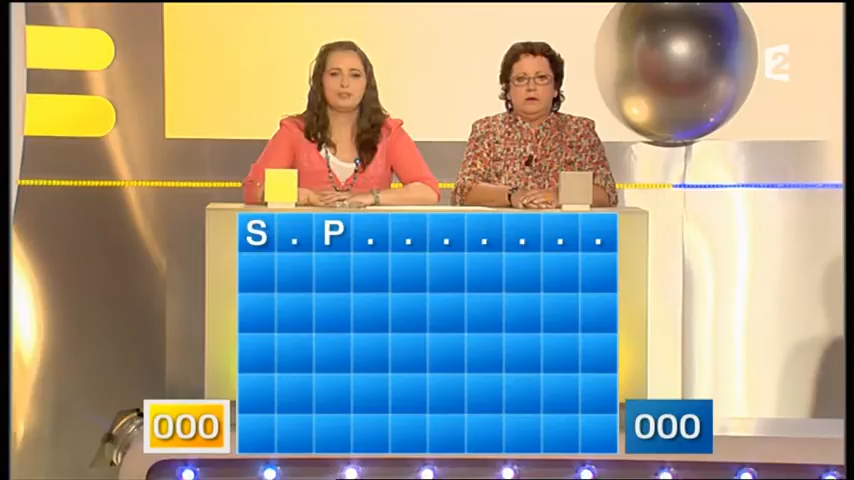 2
S . P . . . . . . .
000
000